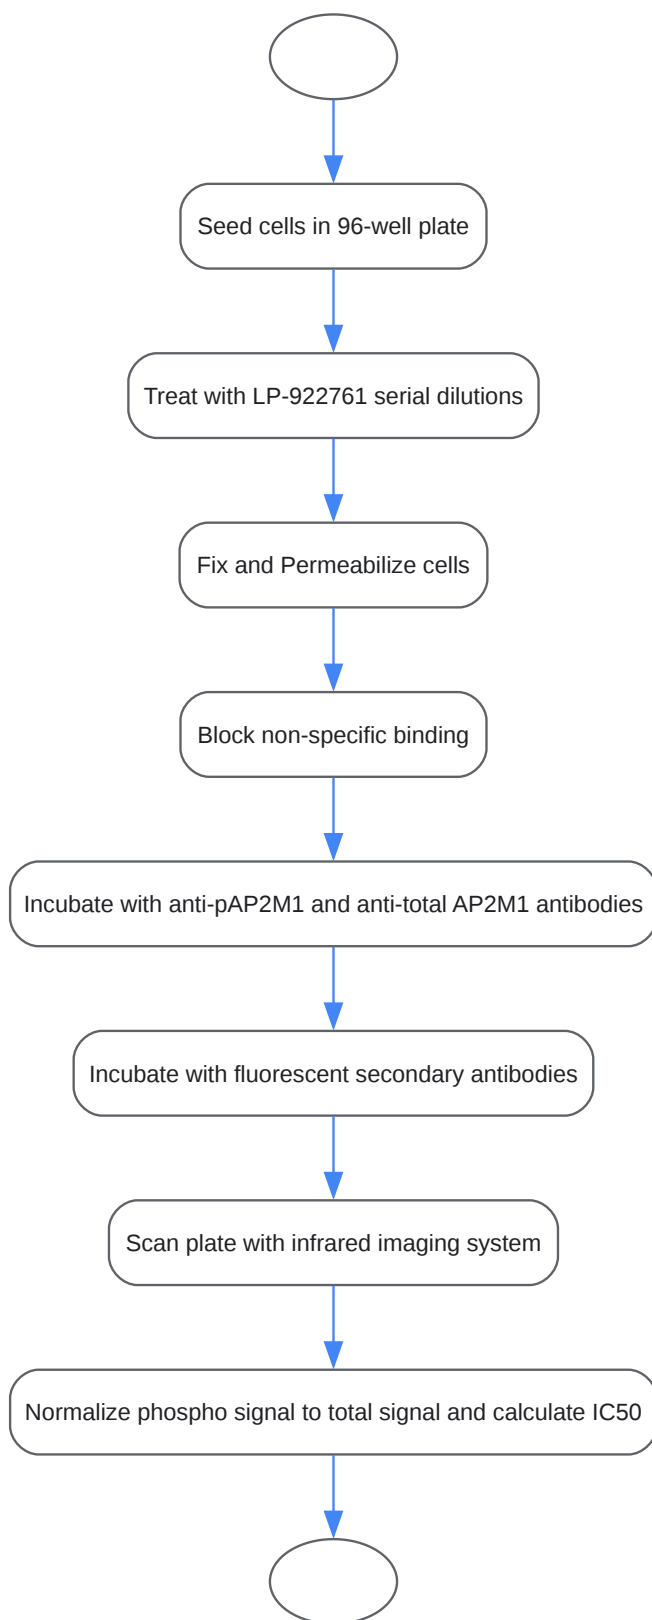 Seed cells in 96-well plate
Treat with LP-922761 serial dilutions
Fix and Permeabilize cells
Block non-specific binding
Incubate with anti-pAP2M1 and anti-total AP2M1 antibodies
Incubate with fluorescent secondary antibodies
Scan plate with infrared imaging system
Normalize phospho signal to total signal and calculate IC50